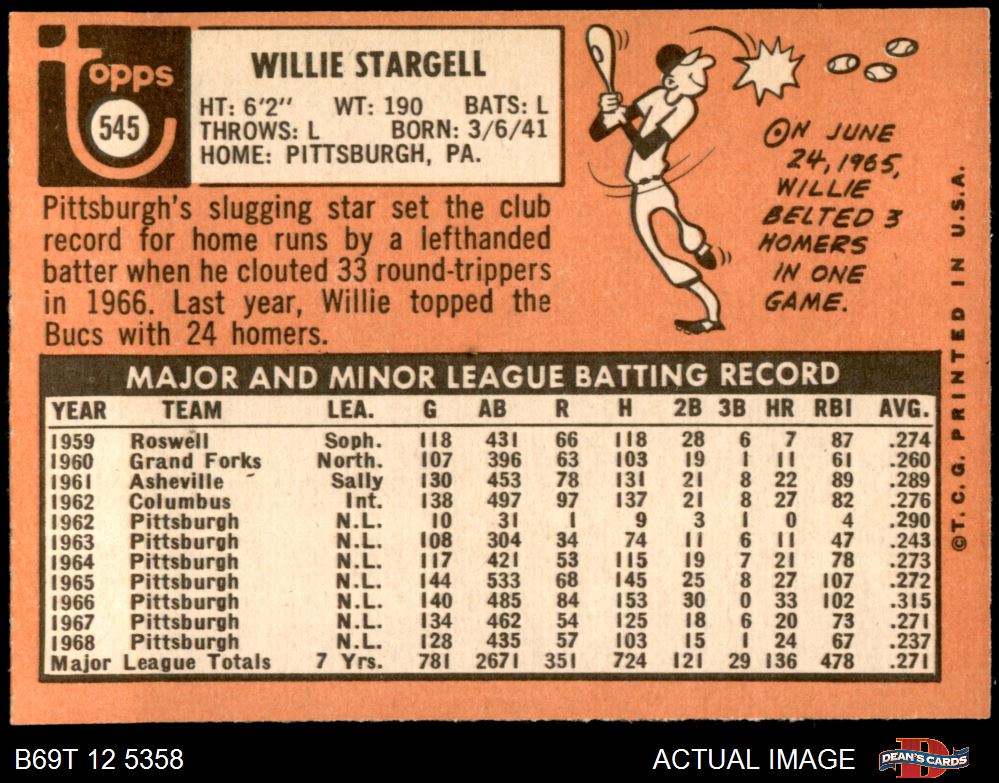 Topps
545
WILLIE STARGELL
HT: 6'2" WT: 190 BATS: L
THROWS: L BORN: 3/6/41
HOME: PITTSBURGH, PA.
Pittsburgh's slugging star set the club
record for home runs by a lefthanded
batter when he clouted 33 round-trippers
in 1966. Last year, Willie topped the
Bucs with 24 homers.
ON JUNE
24, 1965,
WILLIE
BELTED 3
HOMERS
IN ONE
GAME.
MAJOR AND MINOR LEAGUE BATTING RECORD
YEAR TEAM LEA. G AB R H 2B 3B HR RBI AVG.
1959 Roswell Soph. 118 431 66 118 28 6 7 87 .274
1960 Grand Forks North. 107 396 63 103 19 1 11 61 .260
1961 Asheville Sally 130 453 78 131 21 8 22 89 .289
1962 Columbus Int. 138 497 97 137 21 8 27 82 .276
1962 Pittsburgh N.L. 10 31 1 9 3 1 0 4 .290
1963 Pittsburgh N.L. 108 304 34 74 11 6 11 47 .243
1964 Pittsburgh N.L. 117 421 53 115 19 7 21 78 .273
1965 Pittsburgh N.L. 144 533 68 145 25 8 27 107 .272
1966 Pittsburgh N.L. 140 485 84 153 30 0 33 102 .315
1967 Pittsburgh N.L. 134 462 54 125 18 6 20 73 .271
1968 Pittsburgh N.L. 128 435 57 103 15 1 24 67 .237
Major League Totals 7 Yrs. 781 2671 351 724 121 29 136 478 .271
©T.C.G. PRINTED IN U.S.A.
B69T 12 5358
ACTUAL IMAGE
DEAN'S CARDS